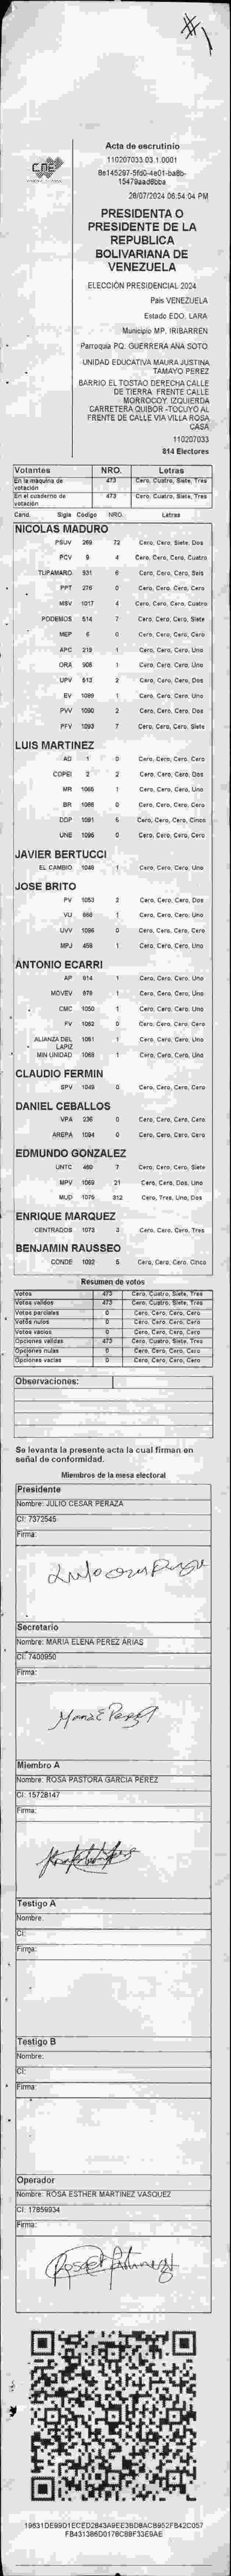 CNE
Acta de escrutinio
110207033.03.1.0001
8e145297-5fd0-4e01-ba8b-
15479aad8bba
28/07/2024 06:54:04 PM
PRESIDENTA O
PRESIDENTE DE LA
REPUBLICA
BOLIVARIANA DE
VENEZUELA
ELECCIÓN PRESIDENCIAL 2024
País VENEZUELA
Estado EDO. LARA
Municipio MP. IRIBARREN
Parroquia PQ. GUERRERA ANA SOTO
UNIDAD EDUCATIVA MAURA JUSTINA
TAMAYO PEREZ
BARRIO EL TOSTAO DERECHA CALLE
DE TIERRA. FRENTE CALLE
MORROCOY. IZQUIERDA
CARRETERA QUIBOR -TOCUYO AL
FRENTE DE CALLE VIA VILLA ROSA
CASA
110207033
814 Electores
Votantes NRO. Letras
En la maquina de votación 473 Cero, Cuatro, Siete, Tres
En el cuaderno de votación 473 Cero, Cuatro, Siete, Tres
Cand. Sigla Código NRO. Letras
NICOLAS MADURO
PSUV 269 72 Cero, Cero, Siete, Dos
PCV 9 4 Cero, Cero, Cero, Cuatro
TUPAMARO 931 6 Cero, Cero, Cero, Seis
PPT 276 0 Cero, Cero, Cero, Cero
MSV 1017 4 Cero, Cero, Cero, Cuatro
PODEMOS 514 7 Cero, Cero, Cero, Siete
MEP 6 0 Cero, Cero, Cero, Cero
APC 219 1 Cero, Cero, Cero, Uno
ORA 906 1 Cero, Cero, Cero, Uno
UPV 613 2 Cero, Cero, Cero, Dos
EV 1089 1 Cero, Cero, Cero, Uno
PVV 1090 2 Cero, Cero, Cero, Dos
PFV 1093 7 Cero, Cero, Cero, Siete
LUIS MARTINEZ
AD 1 0 Cero, Cero, Cero, Cero
COPEI 2 2 Cero, Cero, Cero, Dos
MR 1065 1 Cero, Cero, Cero, Uno
BR 1086 0 Cero, Cero, Cero, Cero
DDP 1091 5 Cero, Cero, Cero, Cinco
UNE 1095 0 Cero, Cero, Cero, Cero
JAVIER BERTUCCI
EL CAMBIO 1048 1 Cero, Cero, Cero, Uno
JOSE BRITO
PV 1053 2 Cero, Cero, Cero, Dos
VU 668 1 Cero, Cero, Cero, Uno
UVV 1096 0 Cero, Cero, Cero, Cero
MPJ 458 1 Cero, Cero, Cero, Uno
ANTONIO ECARRI
AP 914 1 Cero, Cero, Cero, Uno
MOVEV 979 1 Cero, Cero, Cero, Uno
CMC 1050 1 Cero, Cero, Cero, Uno
FV 1052 0 Cero, Cero, Cero, Cero
ALIANZA DEL LAPIZ 1051 1 Cero, Cero, Cero, Uno
MIN UNIDAD 1068 1 Cero, Cero, Cero, Uno
CLAUDIO FERMIN
SPV 1049 0 Cero, Cero, Cero, Cero
DANIEL CEBALLOS
VPA 236 0 Cero, Cero, Cero, Cero
AREPA 1094 0 Cero, Cero, Cero, Cero
EDMUNDO GONZALEZ
UNTC 480 7 Cero, Cero, Cero, Siete
MPV 1069 21 Cero, Cero, Dos, Uno
MUD 1076 312 Cero, Tres, Uno, Dos
ENRIQUE MARQUEZ
CENTRADOS 1073 3 Cero, Cero, Cero, Tres
BENJAMIN RAUSSEO
CONDE 1092 5 Cero, Cero, Cero, Cinco
Resumen de votos
Votos 473 Cero, Cuatro, Siete, Tres
Votos validos 473 Cero, Cuatro, Siete, Tres
Votos parciales 0 Cero, Cero, Cero, Cero
Votos nulos 0 Cero, Cero, Cero, Cero
Votos vacios 0 Cero, Cero, Cero, Cero
Opciones validas 473 Cero, Cuatro, Siete, Tres
Opciones nulas 0 Cero, Cero, Cero, Cero
Opciones vacias 0 Cero, Cero, Cero, Cero
Observaciones:
Se levanta la presente acta la cual firman en
señal de conformidad.
Miembros de la mesa electoral
Presidente
Nombre: JULIO CESAR PERAZA
CI: 7372545
Firma:
Secretario
Nombre: MARIA ELENA PEREZ ARIAS
CI: 7400950
Firma:
Miembro A
Nombre: ROSA PASTORA GARCIA PEREZ
CI: 15728147
Firma:
Testigo A
Nombre:
CI:
Firma:
Testigo B
Nombre:
CI:
Firma:
Operador
Nombre: ROSA ESTHER MARTINEZ VASQUEZ
CI: 17859934
Firma:
19631DE99D1ECED2843A9EE3BD8AC8952FB42C057
FB431386D0178C8BF33E9AE